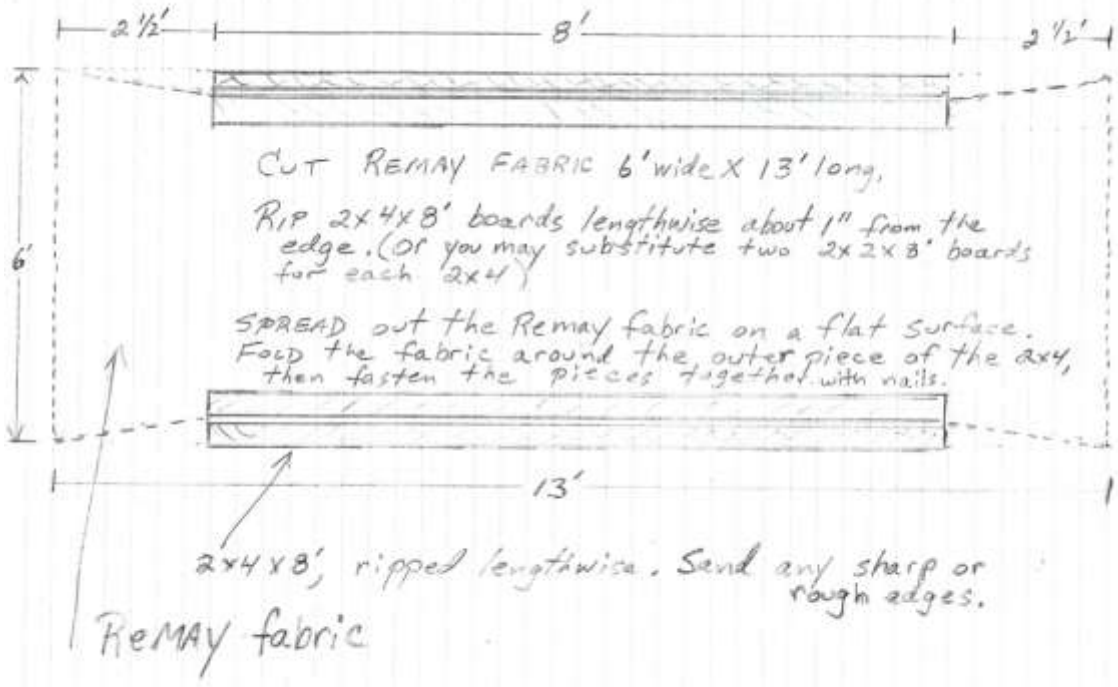 2 ½' 8' 2 ½'
CUT REMAY FABRIC 6' wide X 13' long.
RIP 2x4x8' boards lengthwise about 1" from the
edge. (Or you may substitute two 2x2x8' boards
for each 2x4)
6'
SPREAD out the Remay fabric on a flat surface.
FOLD the fabric around the outer piece of the 2x4,
then fasten the pieces together with nails.
13'
2x4x8', ripped lengthwise. Sand any sharp or
rough edges.
ReMAY fabric